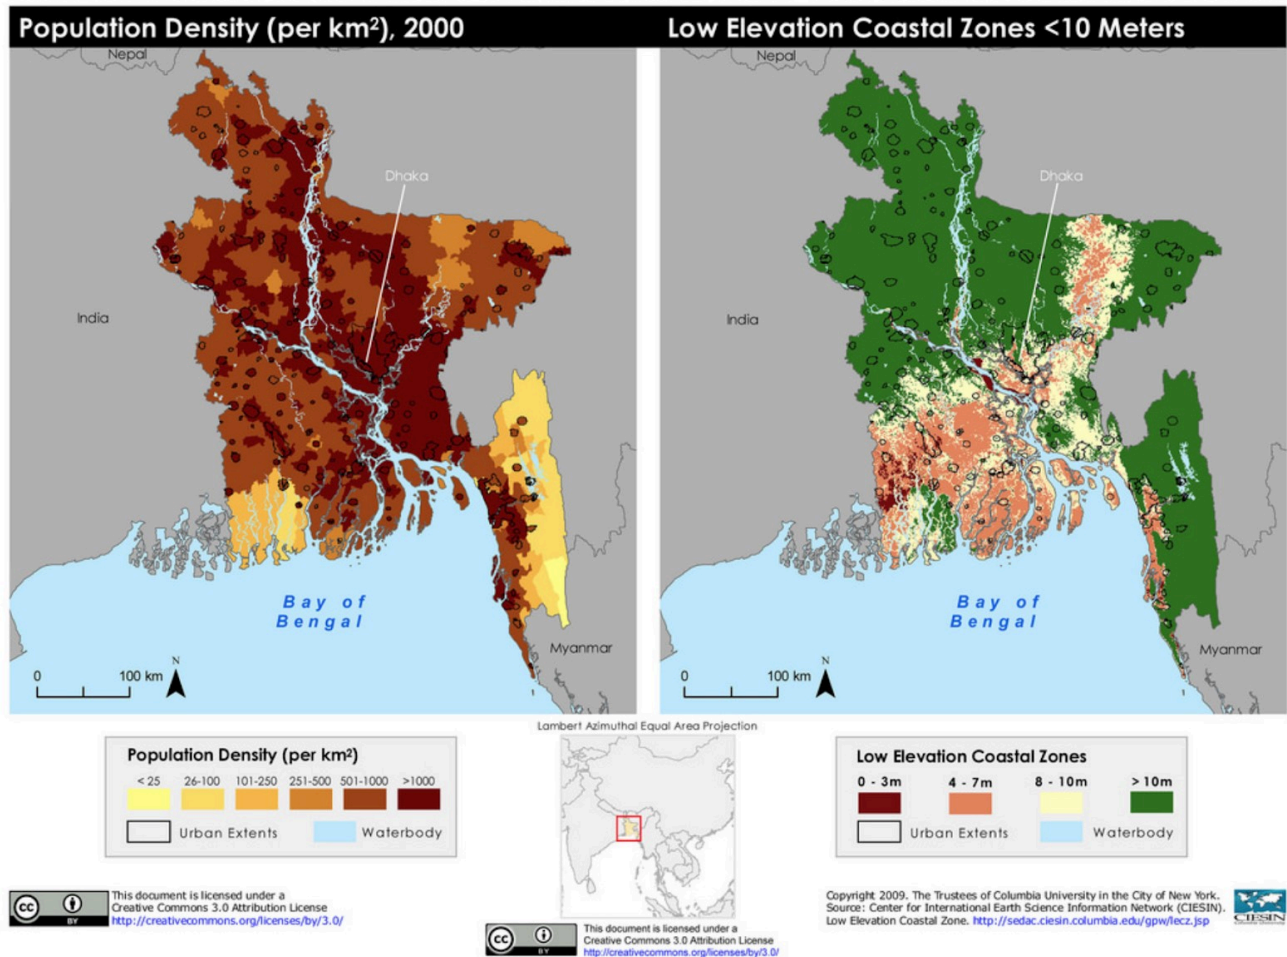 Population Density (per km²), 2000
Low Elevation Coastal Zones <10 Meters
Nepal
Nepal
Dhaka
Dhaka
India
India
Bay of
Bengal
Bay of
Bengal
Myanmar
Myanmar
N
0 100 km
N
0 100 km
Lambert Azimuthal Equal Area Projection
Population Density (per km²)
< 25 26-100 101-250 251-500 501-1000 >1000
Urban Extents Waterbody
Low Elevation Coastal Zones
0 - 3m 4 - 7m 8 - 10m > 10m
Urban Extents Waterbody
cc BY
This document is licensed under a
Creative Commons 3.0 Attribution License
http://creativecommons.org/licenses/by/3.0/
cc BY
This document is licensed under a
Creative Commons 3.0 Attribution License
http://creativecommons.org/licenses/by/3.0/
Copyright 2009. The Trustees of Columbia University in the City of New York.
Source: Center for International Earth Science Information Network (CIESIN).
Low Elevation Coastal Zone. http://sedac.ciesin.columbia.edu/gpw/lecz.jsp
CIESIN